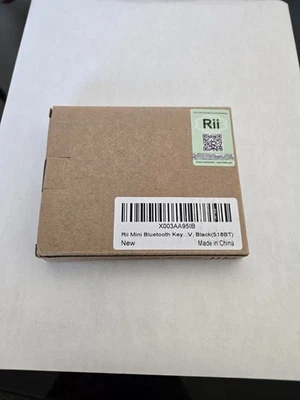 Rii
X003AA95IB
Rii Mini Bluetooth Key...V, Black(518BT)
New
Made in China